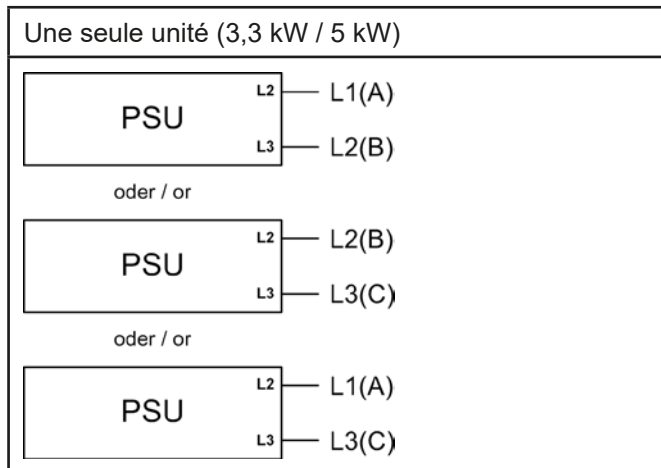 Une seule unité (3,3 kW / 5 kW)
L2 L1(A)
PSU
L3 L2(B)
oder / or
L2 L2(B)
PSU
L3 L3(C)
oder / or
L2 L1(A)
PSU
L3 L3(C)